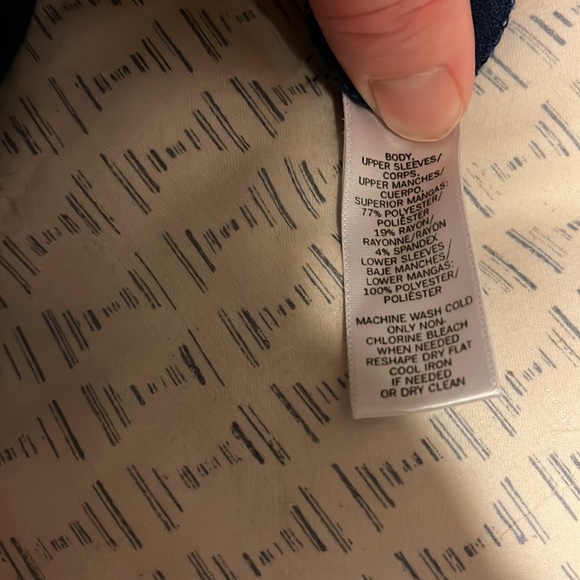 BODY,
UPPER SLEEVES/
CORPS,
UPPER MANCHES/
CUERPO,
SUPERIOR MANGAS:
77% POLYESTER/
POLIÉSTER
19% RAYON/
RAYONNE/RAYON
4% SPANDEX
LOWER SLEEVES/
BAJE MANCHES/
LOWER MANGAS:
100% POLYESTER/
POLIÉSTER
MACHINE WASH COLD
ONLY NON-
CHLORINE BLEACH
WHEN NEEDED
RESHAPE DRY FLAT
COOL IRON
IF NEEDED
OR DRY CLEAN